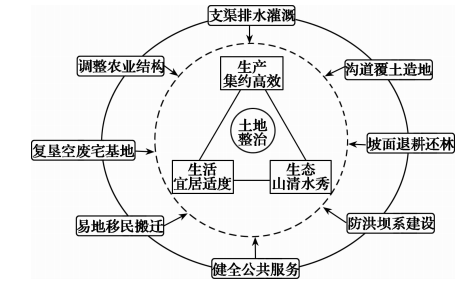 支渠排水灌溉
调整农业结构
沟道覆土造地
生产
集约高效
土地
整治
复垦空废宅基地
坡面退耕还林
生活
宜居适度
生态
山清水秀
易地移民搬迁
防洪坝系建设
健全公共服务